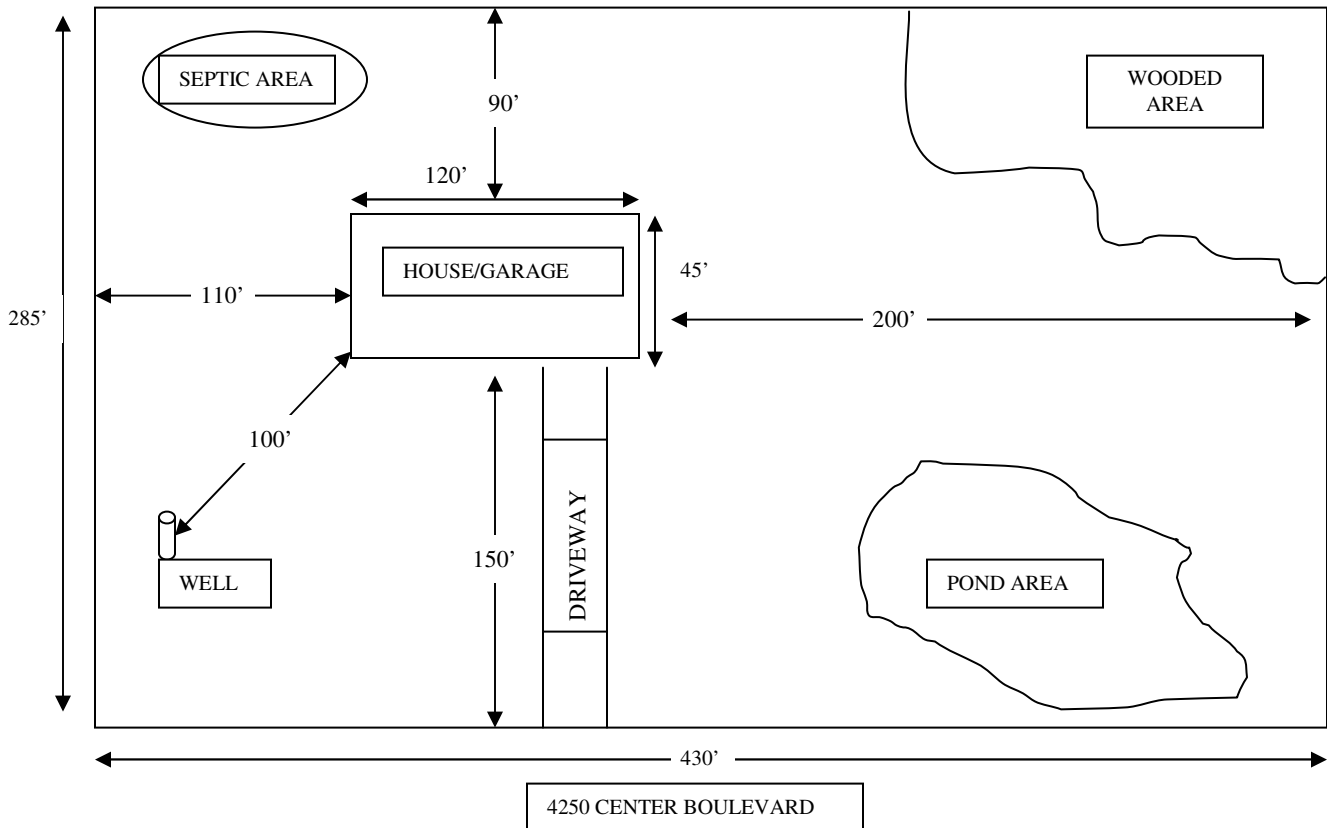 SEPTIC AREA
WOODED
AREA
90’
120’
HOUSE/GARAGE
45’
110’
285’
200’
100’
150’
DRIVEWAY
WELL
POND AREA
430’
4250 CENTER BOULEVARD